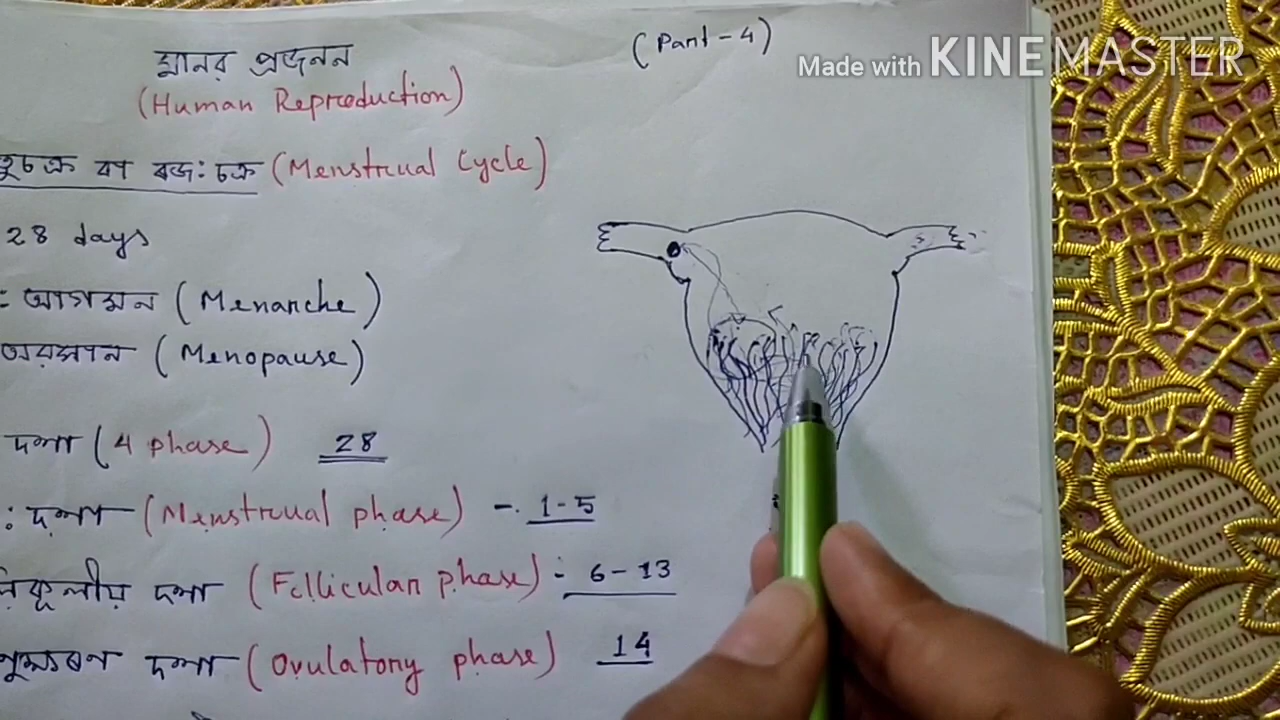 (Part-4)
Made with KINEMASTER
মানৱ প্ৰজনন
(Human Reproduction)
ৰজঃ চক্ৰ (Menstrual Cycle)
28 days
আগমন (Menarche)
(Menopause)
দশা (4 phase) 28
: দশা (Menstrual phase) - 1-5
দশা (Follicular phase) - 6-13
দশা (Ovulatory phase) 14